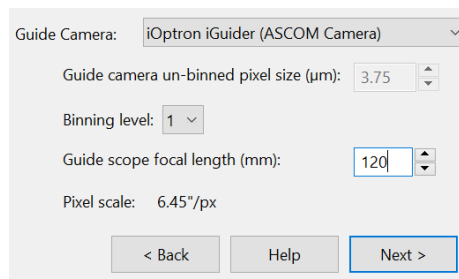 Guide Camera: iOptron iGuider (ASCOM Camera)
Guide camera un-binned pixel size (μm): 3.75
Binning level: 1
Guide scope focal length (mm): 120
Pixel scale: 6.45"/px
< Back Help Next >